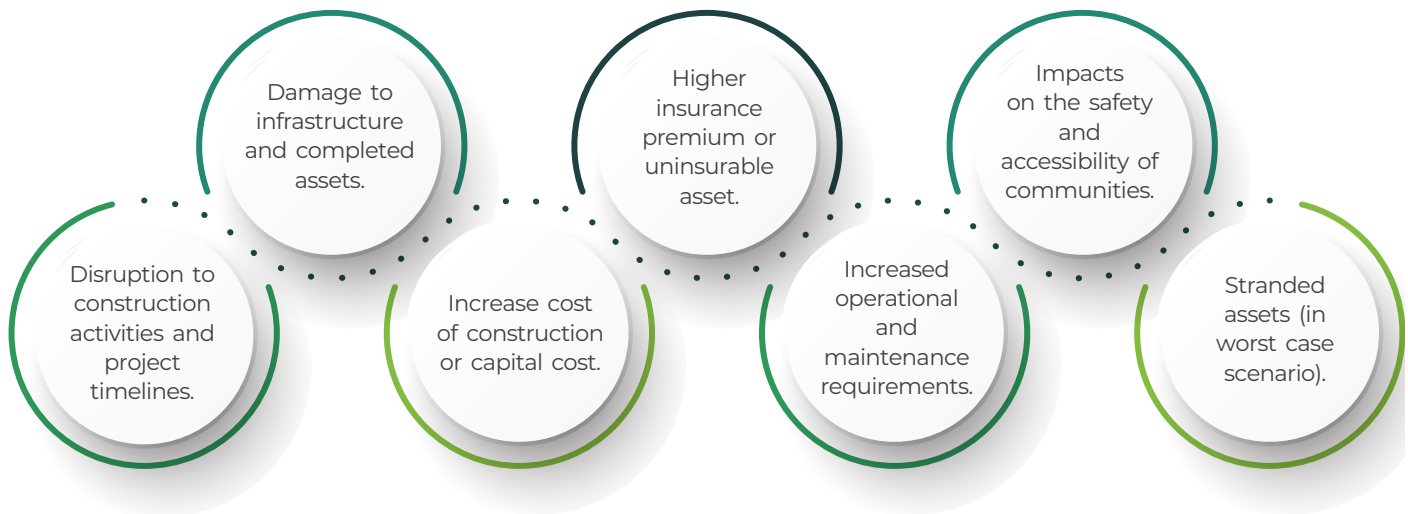 Disruption to
construction
activities and
project
timelines.
Damage to
infrastructure
and completed
assets.
Increase cost
of construction
or capital cost.
Higher
insurance
premium or
uninsurable
asset.
Increased
operational
and
maintenance
requirements.
Impacts
on the safety
and
accessibility of
communities.
Stranded
assets (in
worst case
scenario).